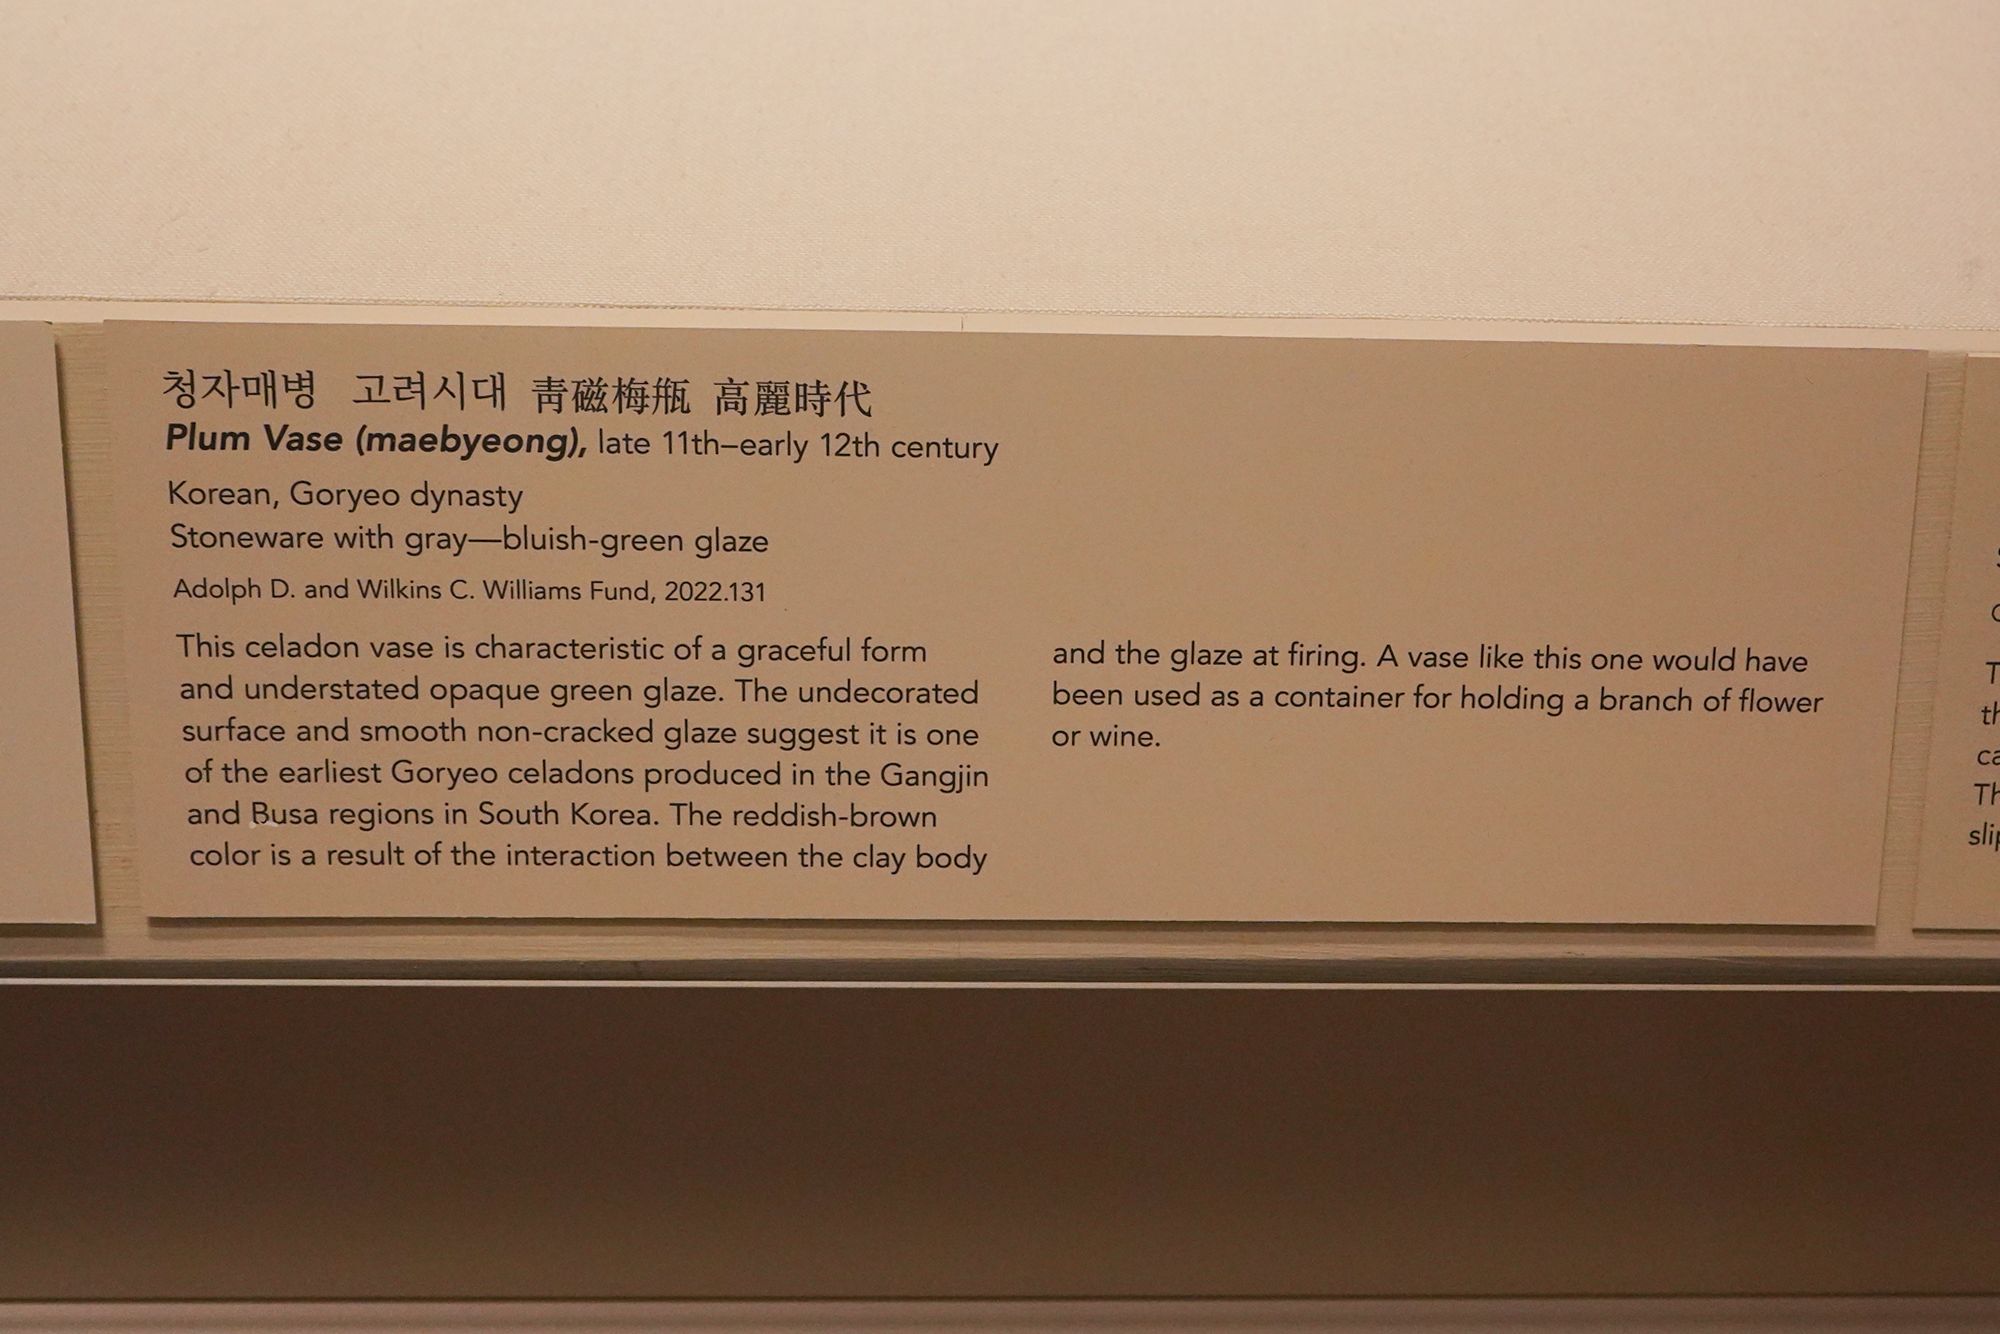 청자매병 고려시대 靑磁梅甁 高麗時代
Plum Vase (maebyeong), late 11th–early 12th century
Korean, Goryeo dynasty
Stoneware with gray—bluish-green glaze
Adolph D. and Wilkins C. Williams Fund, 2022.131
This celadon vase is characteristic of a graceful form
and understated opaque green glaze. The undecorated
surface and smooth non-cracked glaze suggest it is one
of the earliest Goryeo celadons produced in the Gangjin
and Busa regions in South Korea. The reddish-brown
color is a result of the interaction between the clay body
and the glaze at firing. A vase like this one would have
been used as a container for holding a branch of flower
or wine.